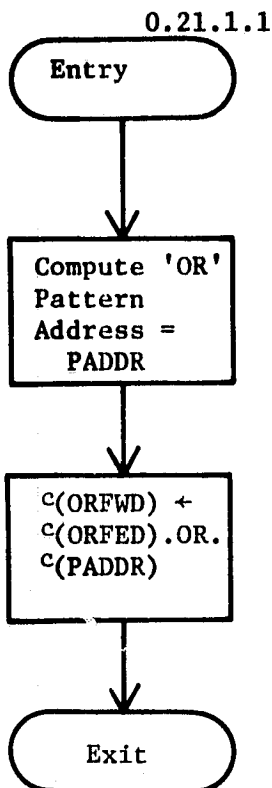 0.21.1.1
Entry
Compute 'OR'
Pattern
Address =
PADDR
c(ORFWD) ←
c(ORFED).OR.
c(PADDR)
Exit